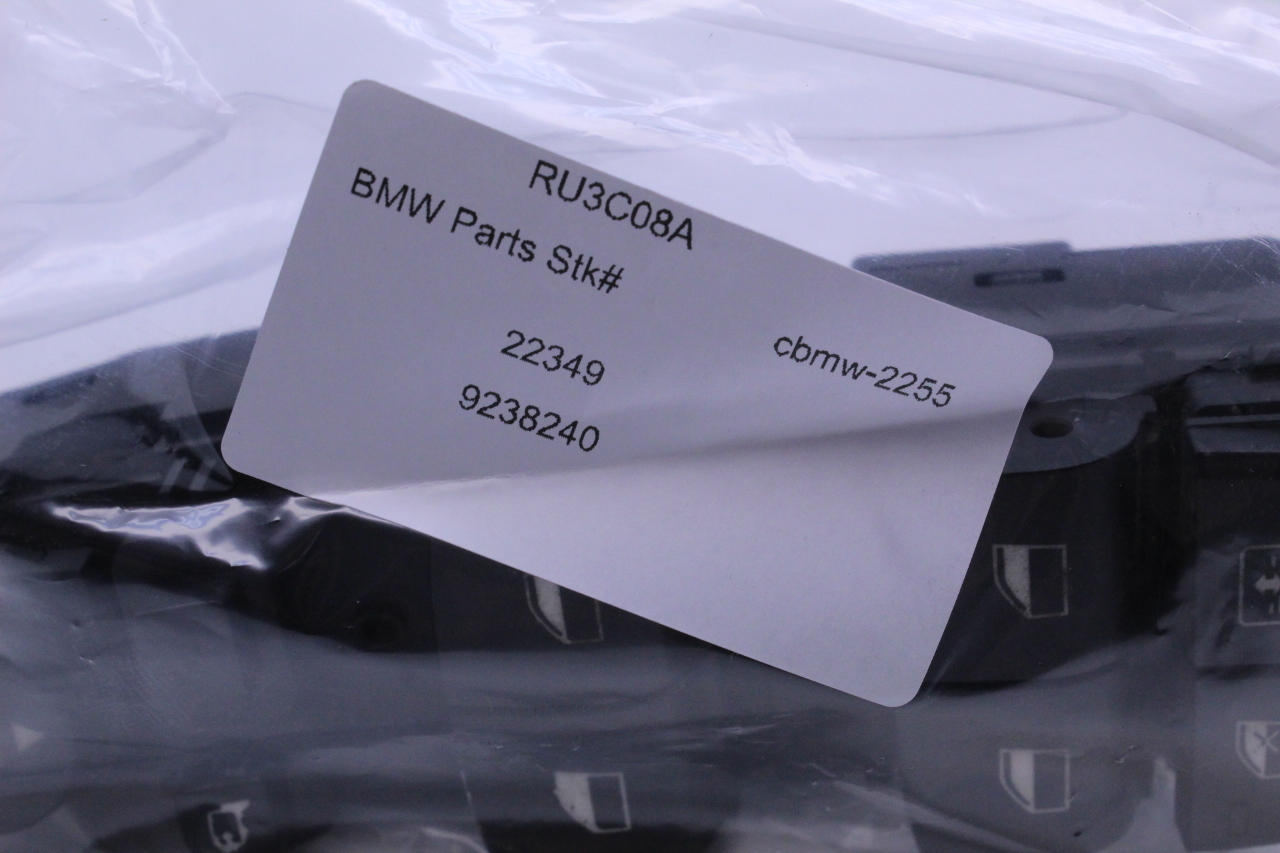 RU3C08A
BMW Parts Stk#
22349
cbmw-2255
9238240